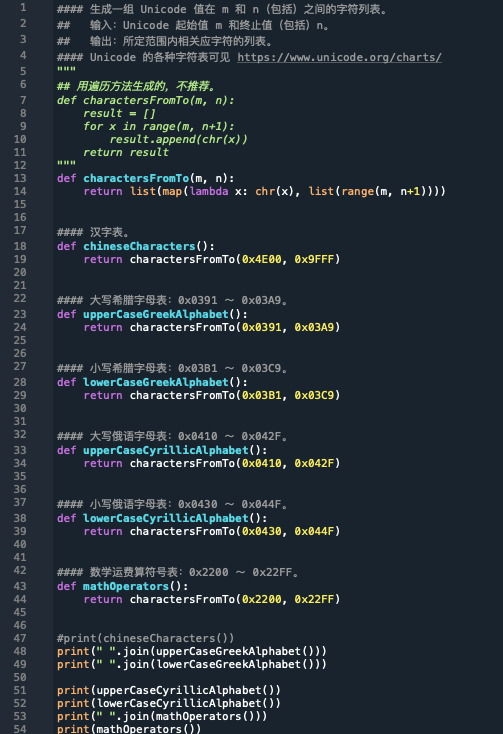 1 #### 生成一组 Unicode 值在 m 和 n（包括）之间的字符列表。
2 ##   输入：Unicode 起始值 m 和终止值（包括）n。
3 ##   输出：所示范围内相关应字符的列表。
4 #### Unicode 的各种字符表可见 https://www.unicode.org/charts/
5 """
6 ## 用遍历方法生成的，不推荐。
7 def charactersFromTo(m, n):
8     result = []
9     for x in range(m, n+1):
10         result.append(chr(x))
11     return result
12 """
13 def charactersFromTo(m, n):
14     return list(map(lambda x: chr(x), list(range(m, n+1))))
15
16
17 #### 汉字表。
18 def chineseCharacters():
19     return charactersFromTo(0x4E00, 0x9FFF)
20
21
22 #### 大写希腊字母表：0x0391 ～ 0x03A9。
23 def upperCaseGreekAlphabet():
24     return charactersFromTo(0x0391, 0x03A9)
25
26
27 #### 小写希腊字母表：0x03B1 ～ 0x03C9。
28 def lowerCaseGreekAlphabet():
29     return charactersFromTo(0x03B1, 0x03C9)
30
31
32 #### 大写俄语字母表：0x0410 ～ 0x042F。
33 def upperCaseCyrillicAlphabet():
34     return charactersFromTo(0x0410, 0x042F)
35
36
37 #### 小写俄语字母表：0x0430 ～ 0x044F。
38 def lowerCaseCyrillicAlphabet():
39     return charactersFromTo(0x0430, 0x044F)
40
41
42 #### 数学运费算符号表：0x2200 ～ 0x22FF。
43 def mathOperators():
44     return charactersFromTo(0x2200, 0x22FF)
45
46
47 #print(chineseCharacters())
48 print(" ".join(upperCaseGreekAlphabet()))
49 print(" ".join(lowerCaseGreekAlphabet()))
50
51 print(upperCaseCyrillicAlphabet())
52 print(lowerCaseCyrillicAlphabet())
53 print(" ".join(mathOperators()))
54 print(mathOperators())